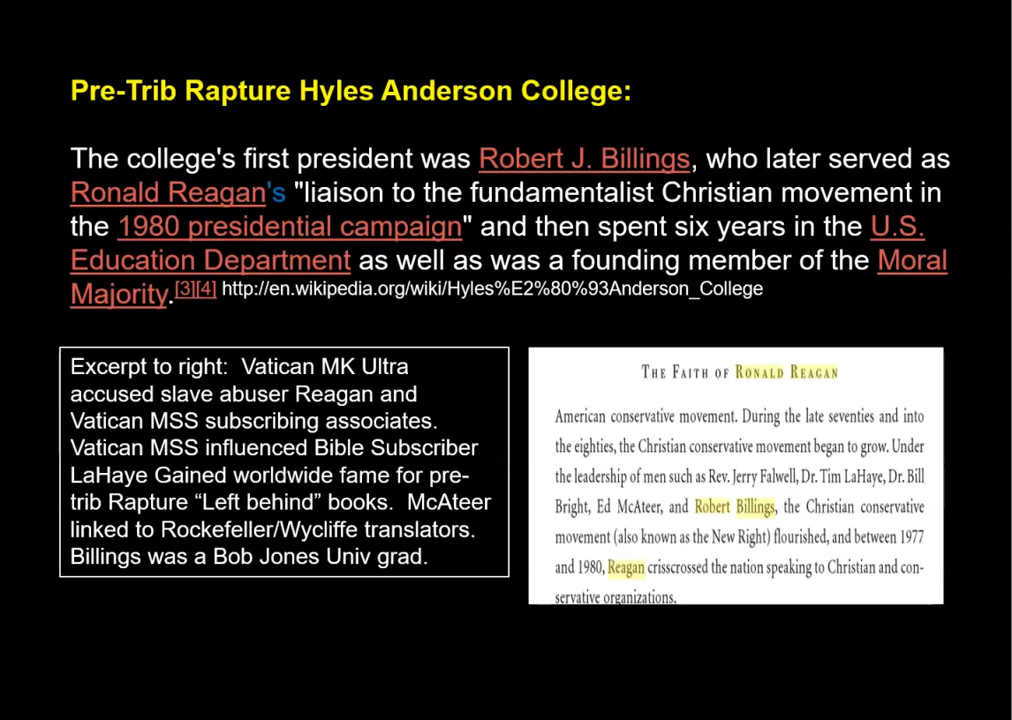 Pre-Trib Rapture Hyles Anderson College:
The college's first president was Robert J. Billings, who later served as
Ronald Reagan's "liaison to the fundamentalist Christian movement in
the 1980 presidential campaign" and then spent six years in the U.S.
Education Department as well as was a founding member of the Moral
Majority.[3][4] http://en.wikipedia.org/wiki/Hyles%E2%80%93Anderson_College
Excerpt to right:  Vatican MK Ultra
accused slave abuser Reagan and
Vatican MSS subscribing associates.
Vatican MSS influenced Bible Subscriber
LaHaye Gained worldwide fame for pre-
trib Rapture “Left behind” books.  McAteer
linked to Rockefeller/Wycliffe translators.
Billings was a Bob Jones Univ grad.
The Faith of Ronald Reagan
American conservative movement. During the late seventies and into
the eighties, the Christian conservative movement began to grow. Under
the leadership of men such as Rev. Jerry Falwell, Dr. Tim LaHaye, Dr. Bill
Bright, Ed McAteer, and Robert Billings, the Christian conservative
movement (also known as the New Right) flourished, and between 1977
and 1980, Reagan crisscrossed the nation speaking to Christian and con-
servative organizations.